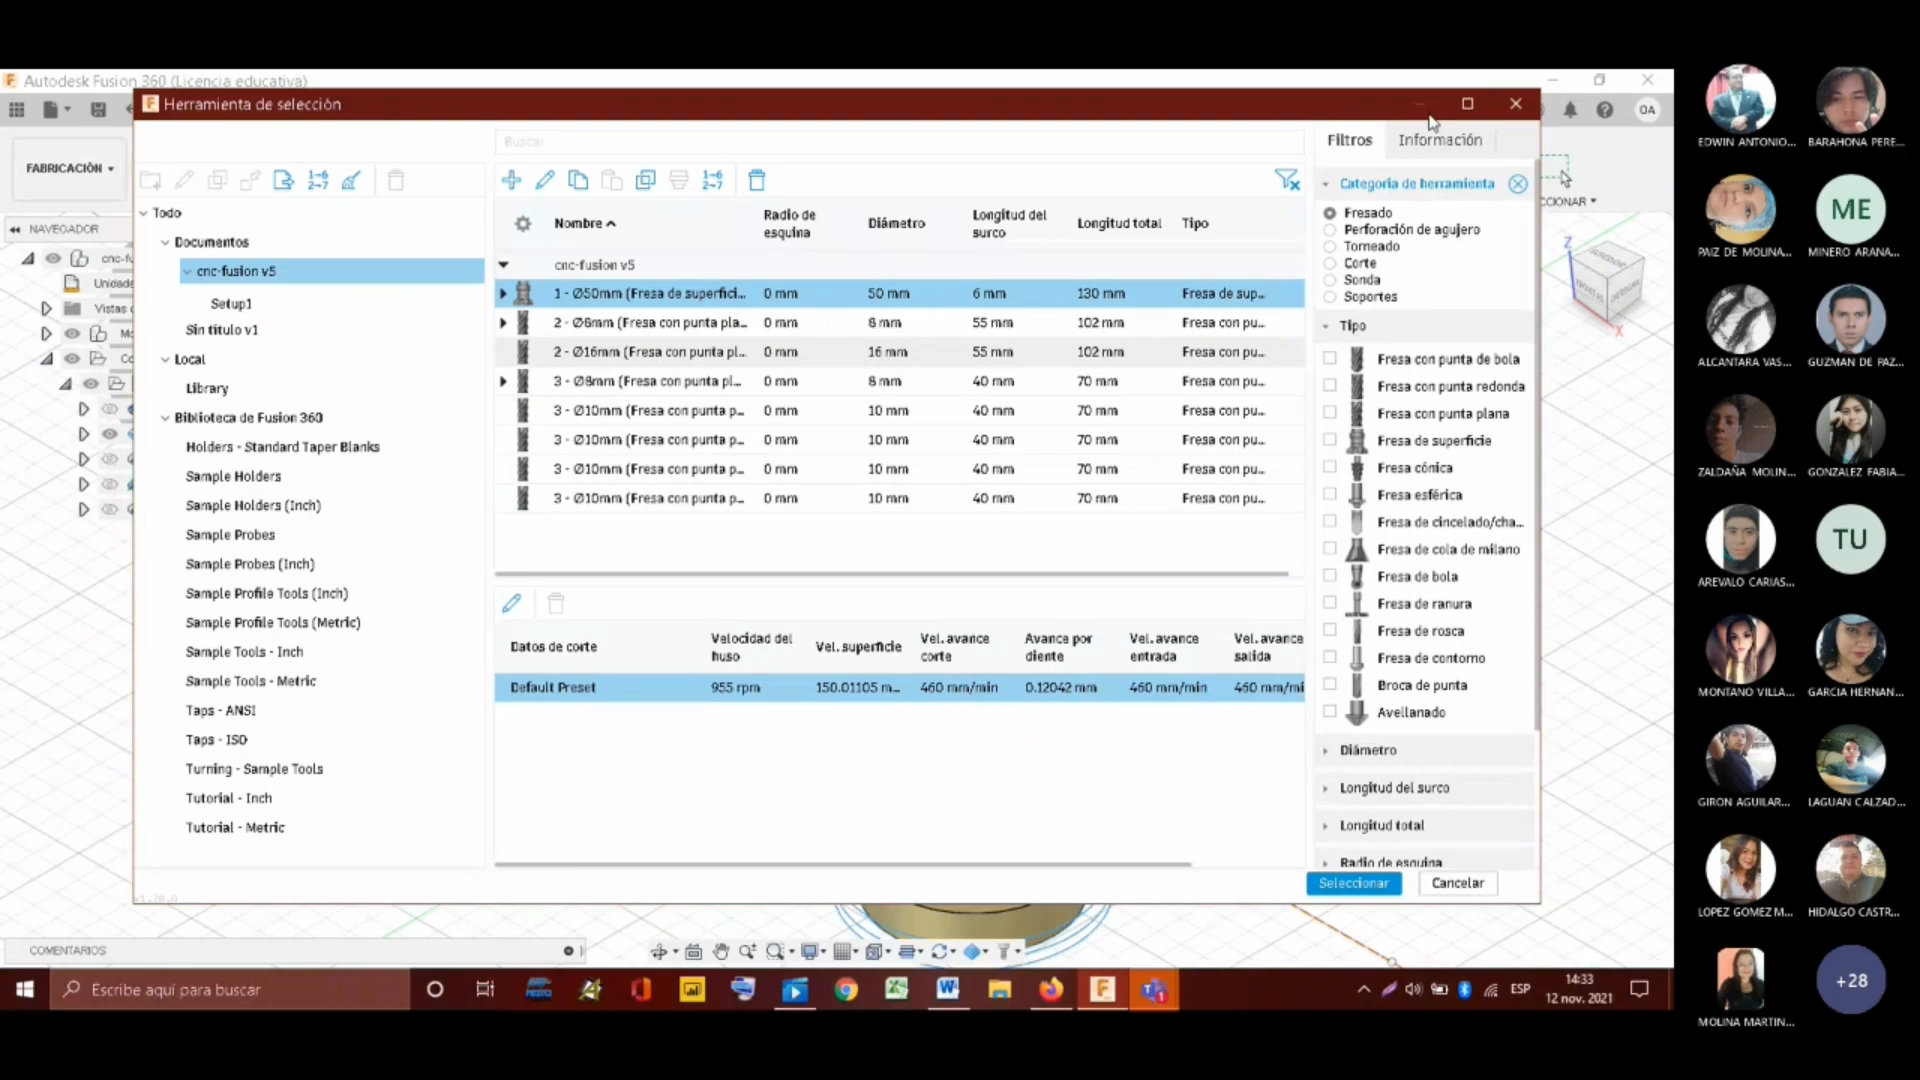 Autodesk Fusion 360 (Licencia educativa)
Herramienta de selección
OA
FABRICACIÓN
NAVEGADOR
cnc-fu
Unidade
Vistas c
Mo
Co
CCIONAR
Todo
Documentos
cnc-fusion v5
Setup1
Sin título v1
Local
Library
Biblioteca de Fusion 360
Holders - Standard Taper Blanks
Sample Holders
Sample Holders (Inch)
Sample Probes
Sample Probes (Inch)
Sample Profile Tools (Inch)
Sample Profile Tools (Metric)
Sample Tools - Inch
Sample Tools - Metric
Taps - ANSI
Taps - ISO
Turning - Sample Tools
Tutorial - Inch
Tutorial - Metric
Buscar
Nombre Radio de esquina Diámetro Longitud del surco Longitud total Tipo
cnc-fusion v5
1 - Ø50mm (Fresa de superfici... 0 mm 50 mm 6 mm 130 mm Fresa de sup...
2 - Ø6mm (Fresa con punta pla... 0 mm 6 mm 55 mm 102 mm Fresa con pu...
2 - Ø16mm (Fresa con punta pl... 0 mm 16 mm 55 mm 102 mm Fresa con pu...
3 - Ø8mm (Fresa con punta pl... 0 mm 8 mm 40 mm 70 mm Fresa con pu...
3 - Ø10mm (Fresa con punta p... 0 mm 10 mm 40 mm 70 mm Fresa con pu...
3 - Ø10mm (Fresa con punta p... 0 mm 10 mm 40 mm 70 mm Fresa con pu...
3 - Ø10mm (Fresa con punta p... 0 mm 10 mm 40 mm 70 mm Fresa con pu...
3 - Ø10mm (Fresa con punta p... 0 mm 10 mm 40 mm 70 mm Fresa con pu...
Datos de corte Velocidad del huso Vel. superficie Vel. avance corte Avance por diente Vel. avance entrada Vel. avance salida
Default Preset 955 rpm 150.01105 m... 460 mm/min 0.12042 mm 460 mm/min 460 mm/mi
Filtros Información
Categoría de herramienta
Fresado
Perforación de agujero
Torneado
Corte
Sonda
Soportes
Tipo
Fresa con punta de bola
Fresa con punta redonda
Fresa con punta plana
Fresa de superficie
Fresa cónica
Fresa esférica
Fresa de cincelado/cha...
Fresa de cola de milano
Fresa de bola
Fresa de ranura
Fresa de rosca
Fresa de contorno
Broca de punta
Avellanado
Diámetro
Longitud del surco
Longitud total
Radio de esquina
Seleccionar Cancelar
COMENTARIOS
Escribe aquí para buscar
ESP
14:33
12 nov. 2021
EDWIN ANTONIO... BARAHONA PERE...
ME
PAIZ DE MOLINA... MINERO ARANA...
ALCANTARA VAS... GUZMAN DE PAZ...
ZALDAÑA MOLIN... GONZALEZ FABIA...
TU
AREVALO CARIAS...
MONTANO VILLA... GARCIA HERNAN...
GIRON AGUILAR... LAGUAN CALZAD...
LOPEZ GOMEZ M... HIDALGO CASTR...
+28
MOLINA MARTIN...